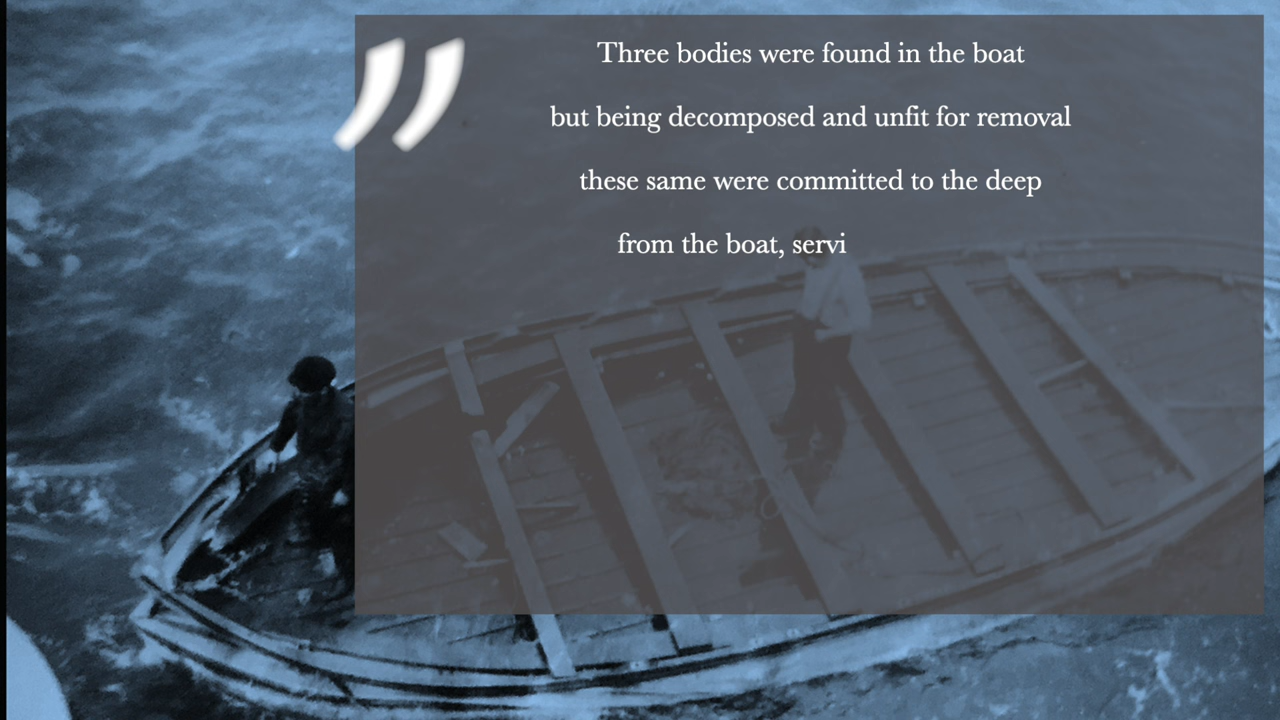 ”
Three bodies were found in the boat
but being decomposed and unfit for removal
these same were committed to the deep
from the boat, servi